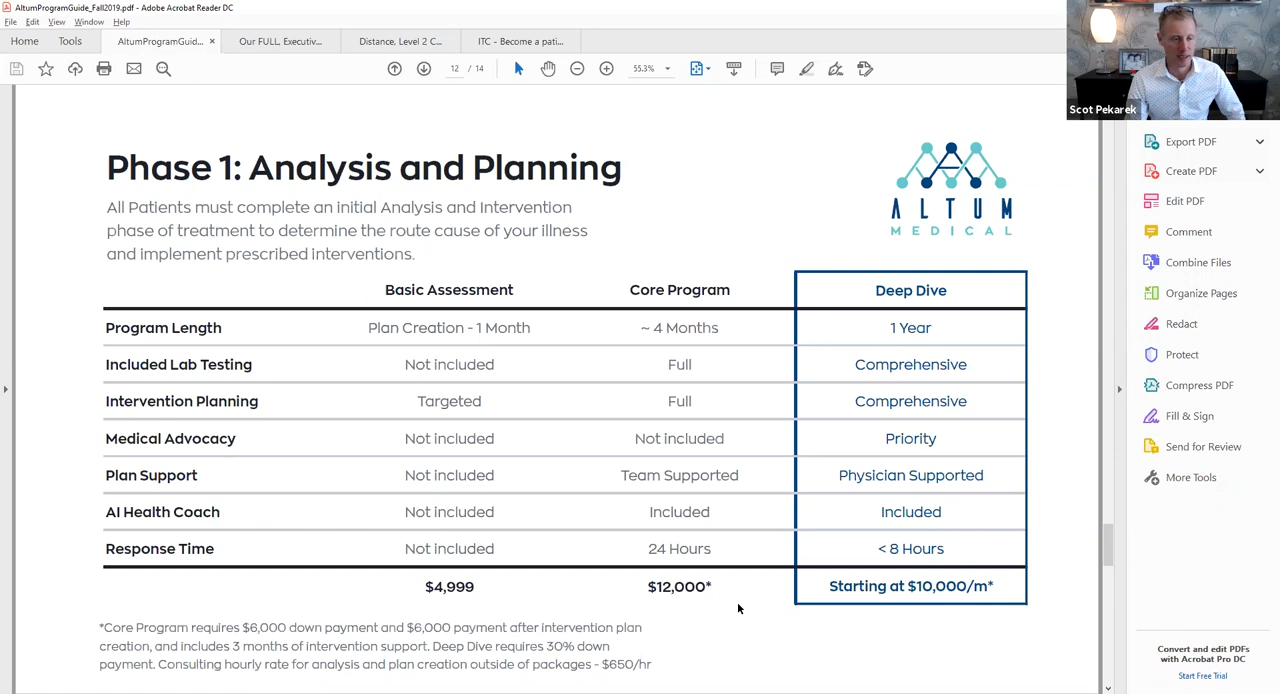 AltumProgramGuide_Fall2019.pdf - Adobe Acrobat Reader DC
File Edit View Window Help
Home Tools AltumProgramGuid... × Our FULL, Executiv... Distance, Level 2 C... ITC - Become a pati...
12 / 14 55.3%
Scot Pekarek
Phase 1: Analysis and Planning
All Patients must complete an initial Analysis and Intervention
phase of treatment to determine the route cause of your illness
and implement prescribed interventions.
ALTUM
MEDICAL
Basic Assessment Core Program Deep Dive
Program Length Plan Creation - 1 Month ~ 4 Months 1 Year
Included Lab Testing Not included Full Comprehensive
Intervention Planning Targeted Full Comprehensive
Medical Advocacy Not included Not included Priority
Plan Support Not included Team Supported Physician Supported
AI Health Coach Not included Included Included
Response Time Not included 24 Hours < 8 Hours
$4,999 $12,000* Starting at $10,000/m*
*Core Program requires $6,000 down payment and $6,000 payment after intervention plan
creation, and includes 3 months of intervention support. Deep Dive requires 30% down
payment. Consulting hourly rate for analysis and plan creation outside of packages - $650/hr
Export PDF
Create PDF
Edit PDF
Comment
Combine Files
Organize Pages
Redact
Protect
Compress PDF
Fill & Sign
Send for Review
More Tools
Convert and edit PDFs
with Acrobat Pro DC
Start Free Trial